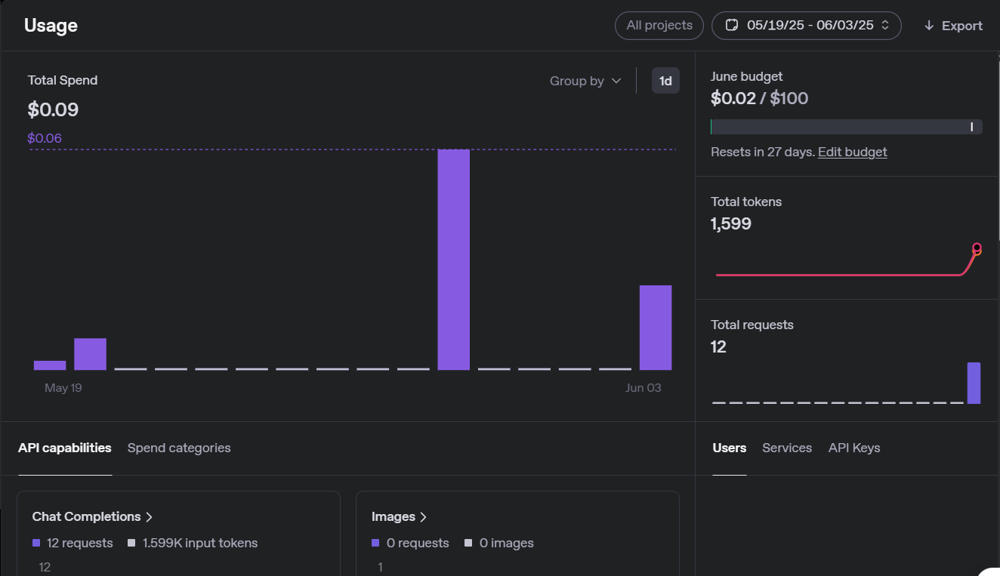 Usage
All projects
05/19/25 - 06/03/25
Export
Total Spend
Group by
1d
$0.09
$0.06
May 19
Jun 03
June budget
$0.02 / $100
Resets in 27 days. Edit budget
Total tokens
1,599
Total requests
12
API capabilities
Spend categories
Users
Services
API Keys
Chat Completions
12 requests
1.599K input tokens
12
Images
0 requests
0 images
1